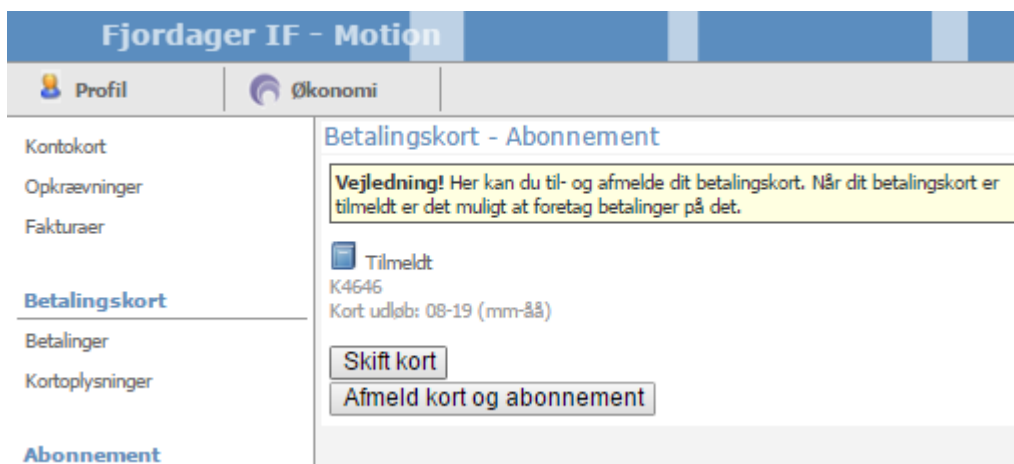 Fjordager IF - Motion
Profil
Økonomi
Kontokort
Opkrævninger
Fakturaer
Betalingskort
Betalinger
Kortoplysninger
Abonnement
Betalingskort - Abonnement
Vejledning! Her kan du til- og afmelde dit betalingskort. Når dit betalingskort er
tilmeldt er det muligt at foretag betalinger på det.
Tilmeldt
K4646
Kort udløb: 08-19 (mm-åå)
Skift kort
Afmeld kort og abonnement